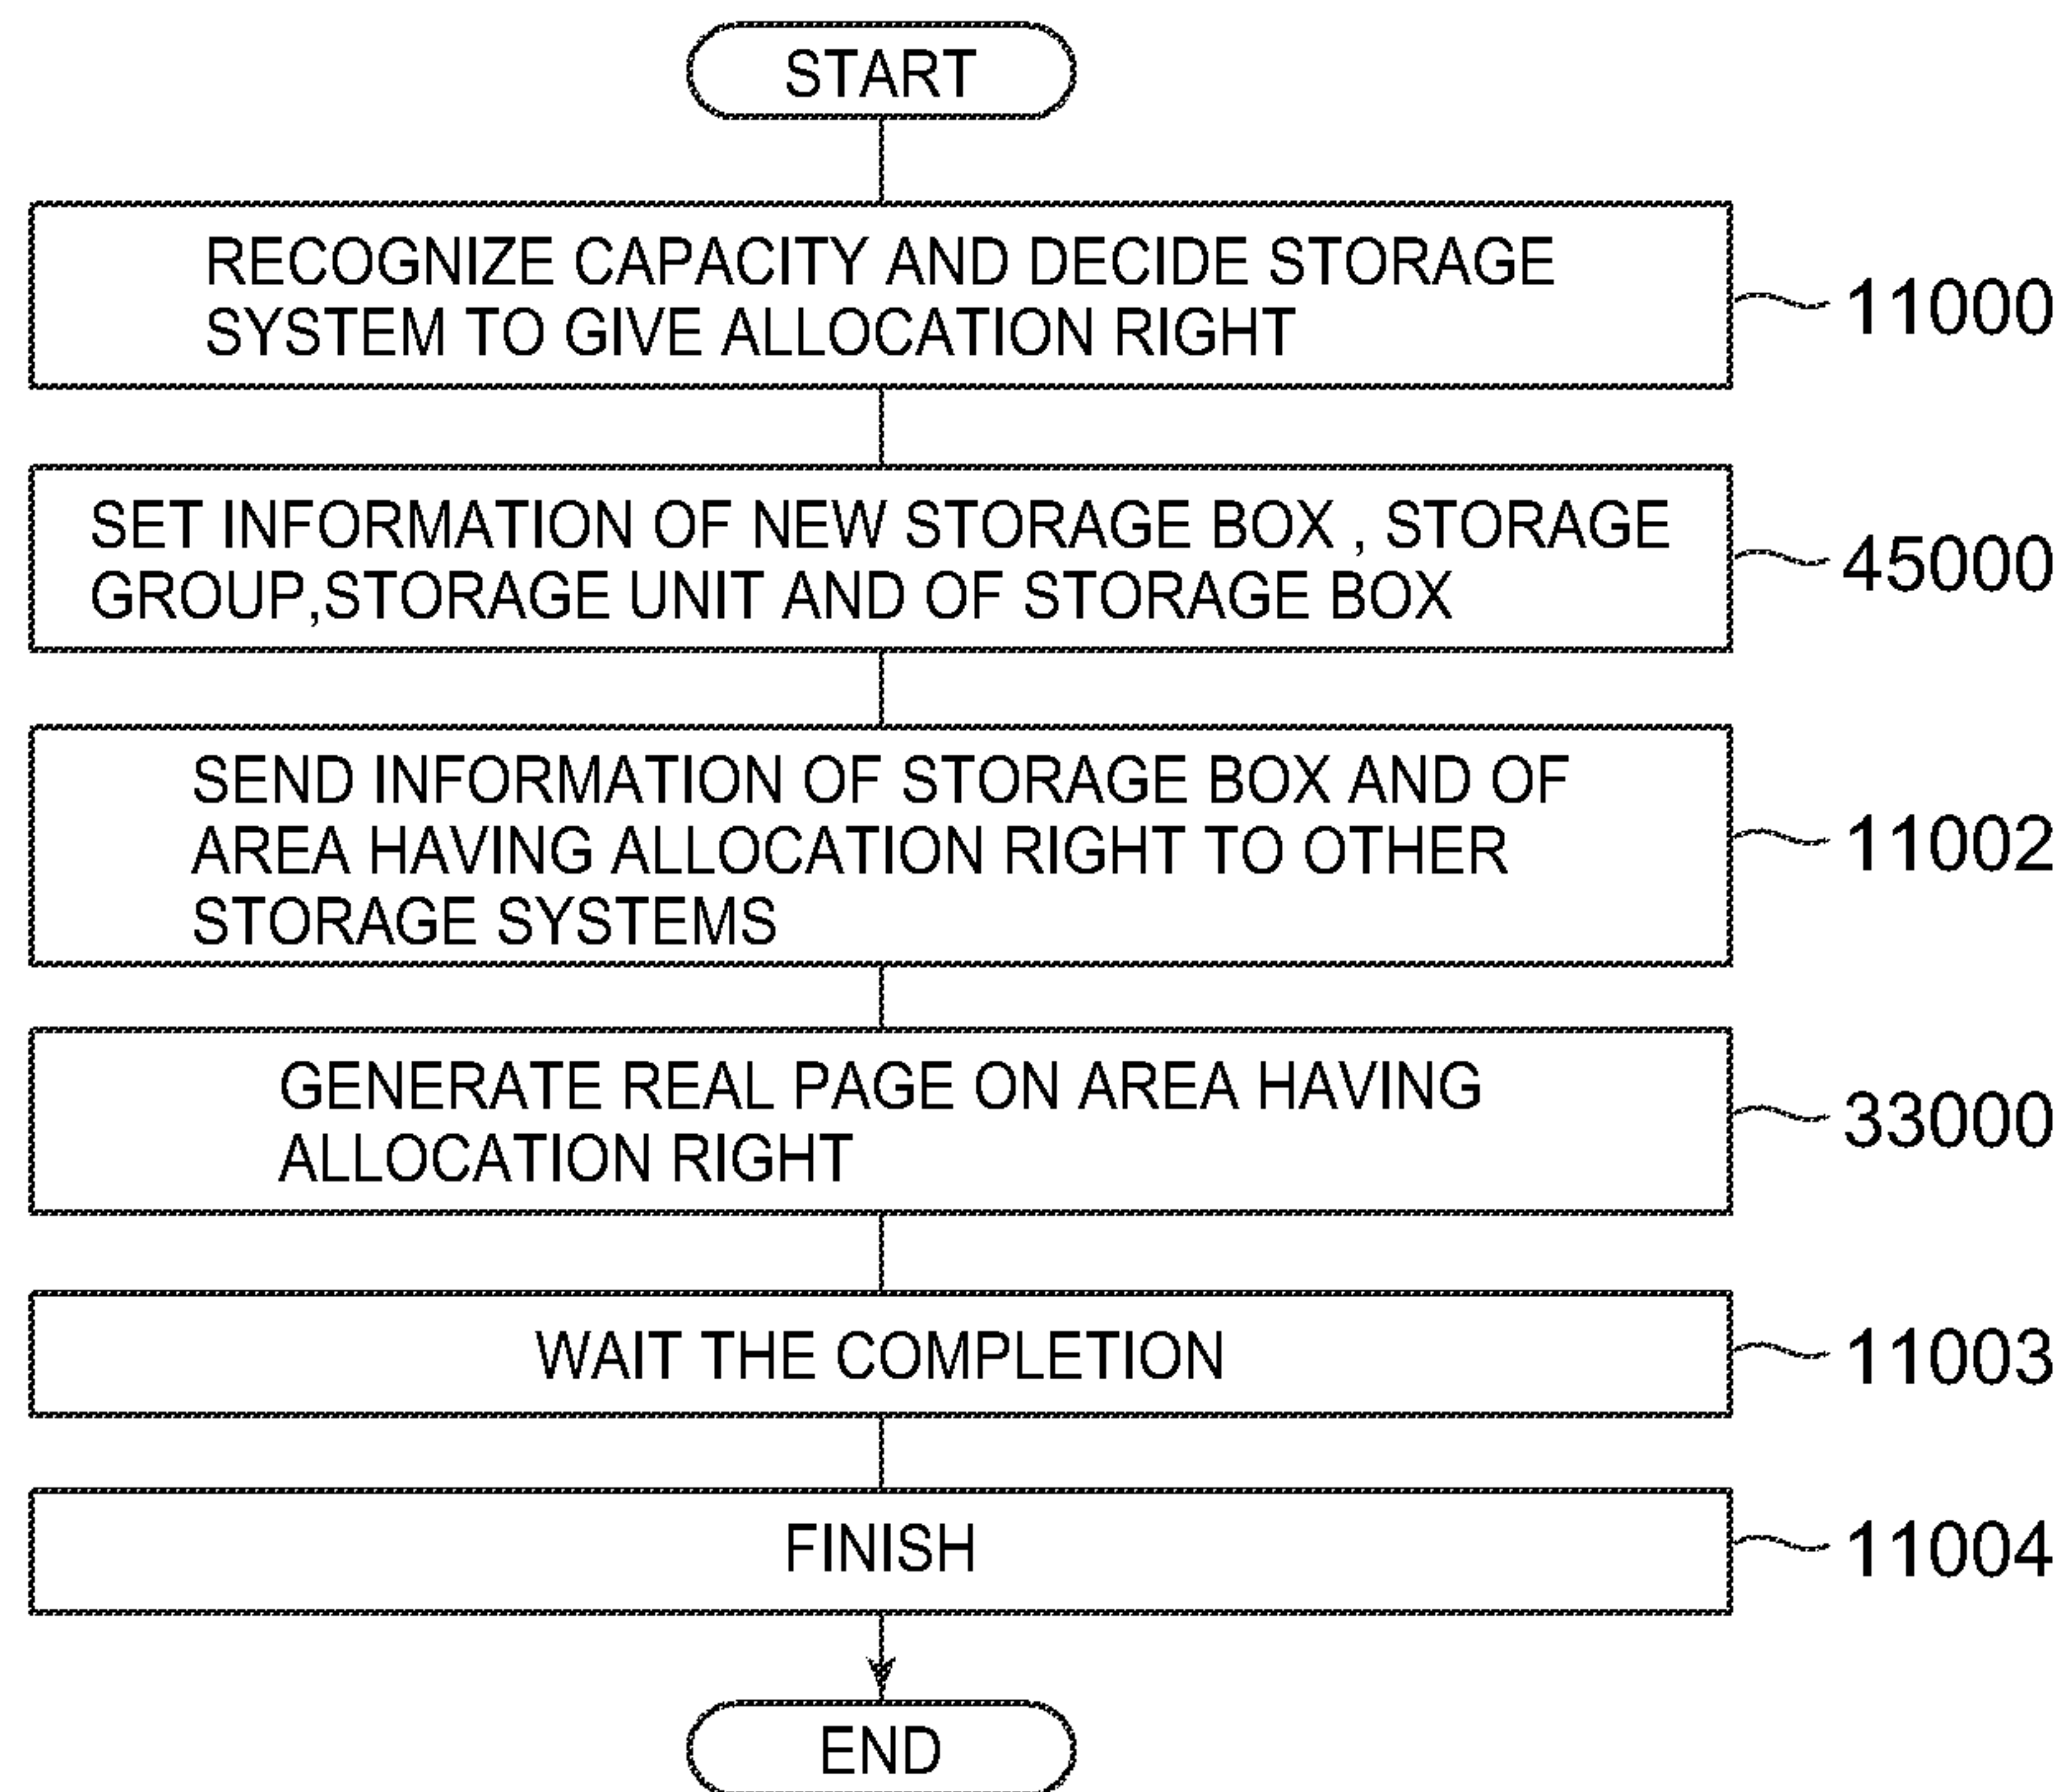 START
RECOGNIZE CAPACITY AND DECIDE STORAGE
SYSTEM TO GIVE ALLOCATION RIGHT
11000
SET INFORMATION OF NEW STORAGE BOX , STORAGE
GROUP,STORAGE UNIT AND OF STORAGE BOX
45000
SEND INFORMATION OF STORAGE BOX AND OF
AREA HAVING ALLOCATION RIGHT TO OTHER
STORAGE SYSTEMS
11002
GENERATE REAL PAGE ON AREA HAVING
ALLOCATION RIGHT
33000
WAIT THE COMPLETION
11003
FINISH
11004
END